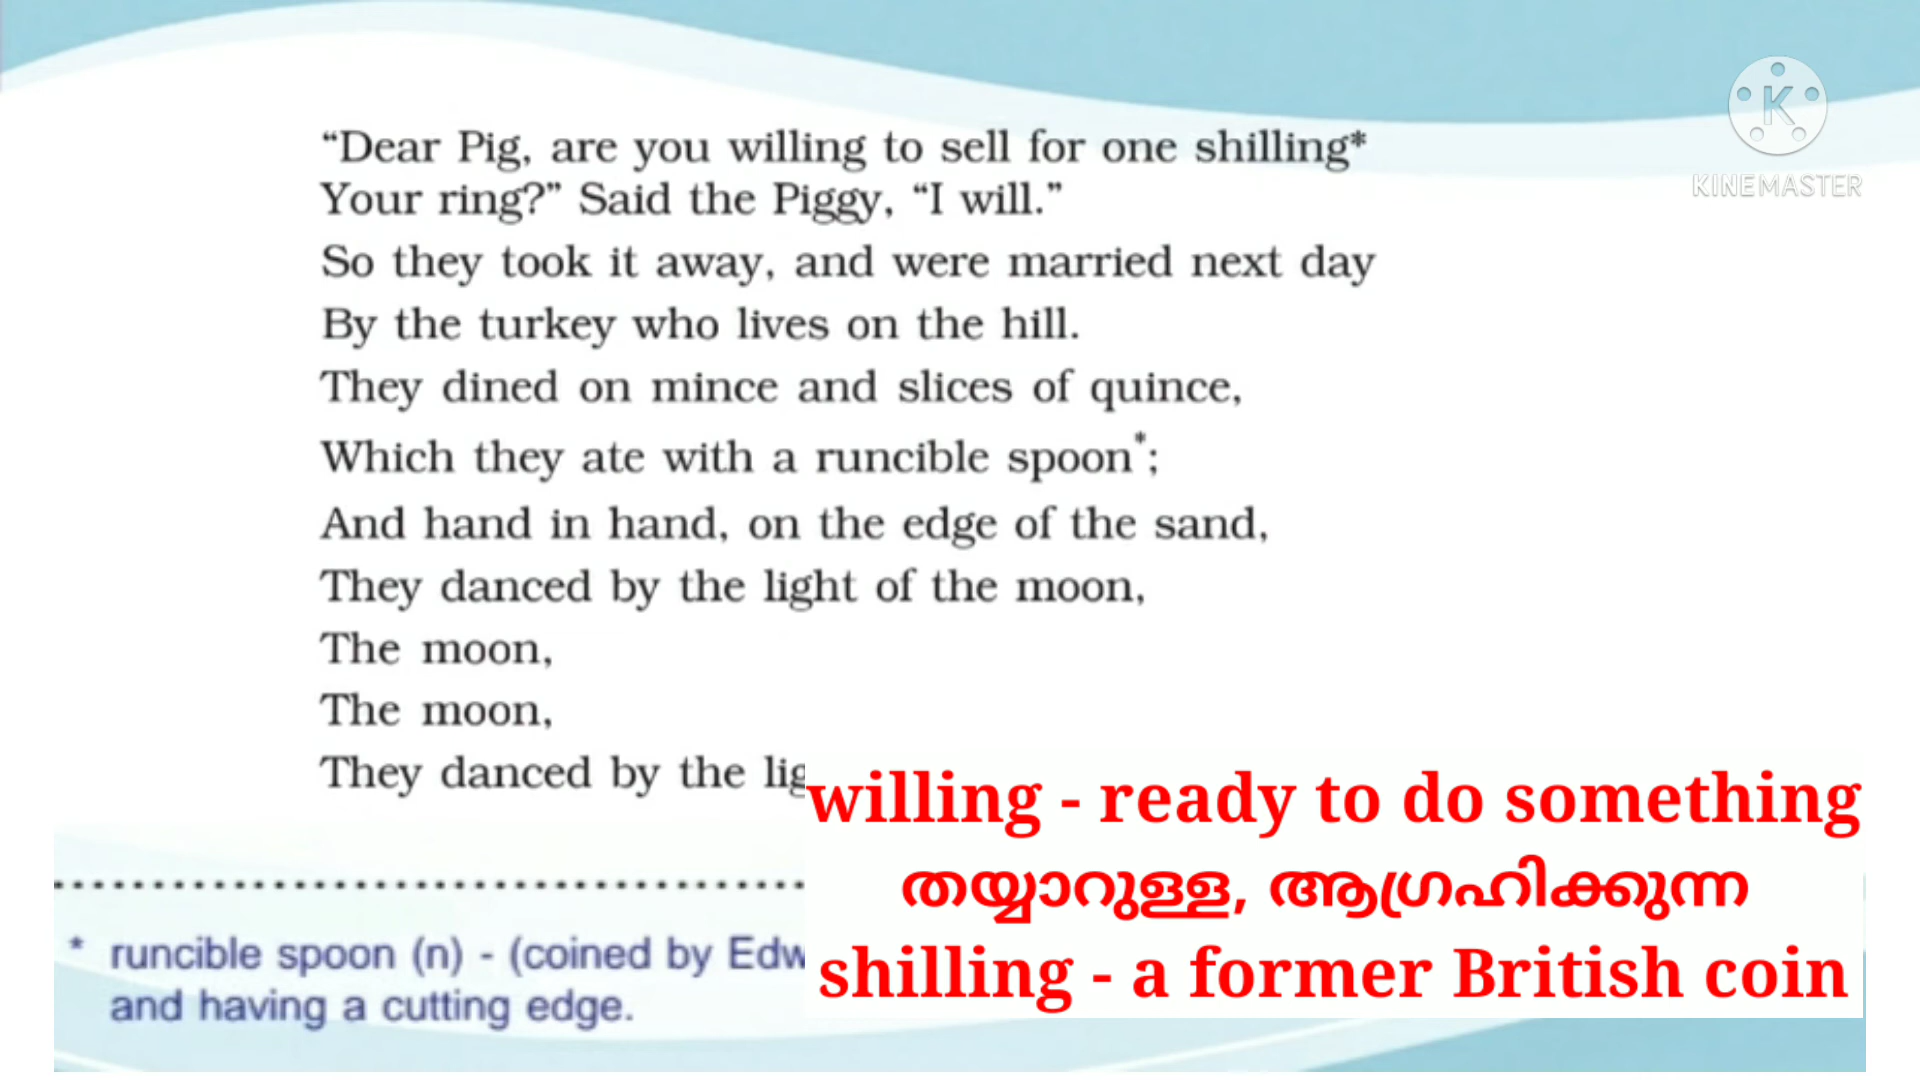 KINEMASTER
“Dear Pig, are you willing to sell for one shilling*
Your ring?” Said the Piggy, “I will.”
So they took it away, and were married next day
By the turkey who lives on the hill.
They dined on mince and slices of quince,
Which they ate with a runcible spoon*;
And hand in hand, on the edge of the sand,
They danced by the light of the moon,
The moon,
The moon,
They danced by the lig
willing - ready to do something
തയ്യാറുള്ള, ആഗ്രഹിക്കുന്ന
shilling - a former British coin
* runcible spoon (n) - (coined by Edw
and having a cutting edge.